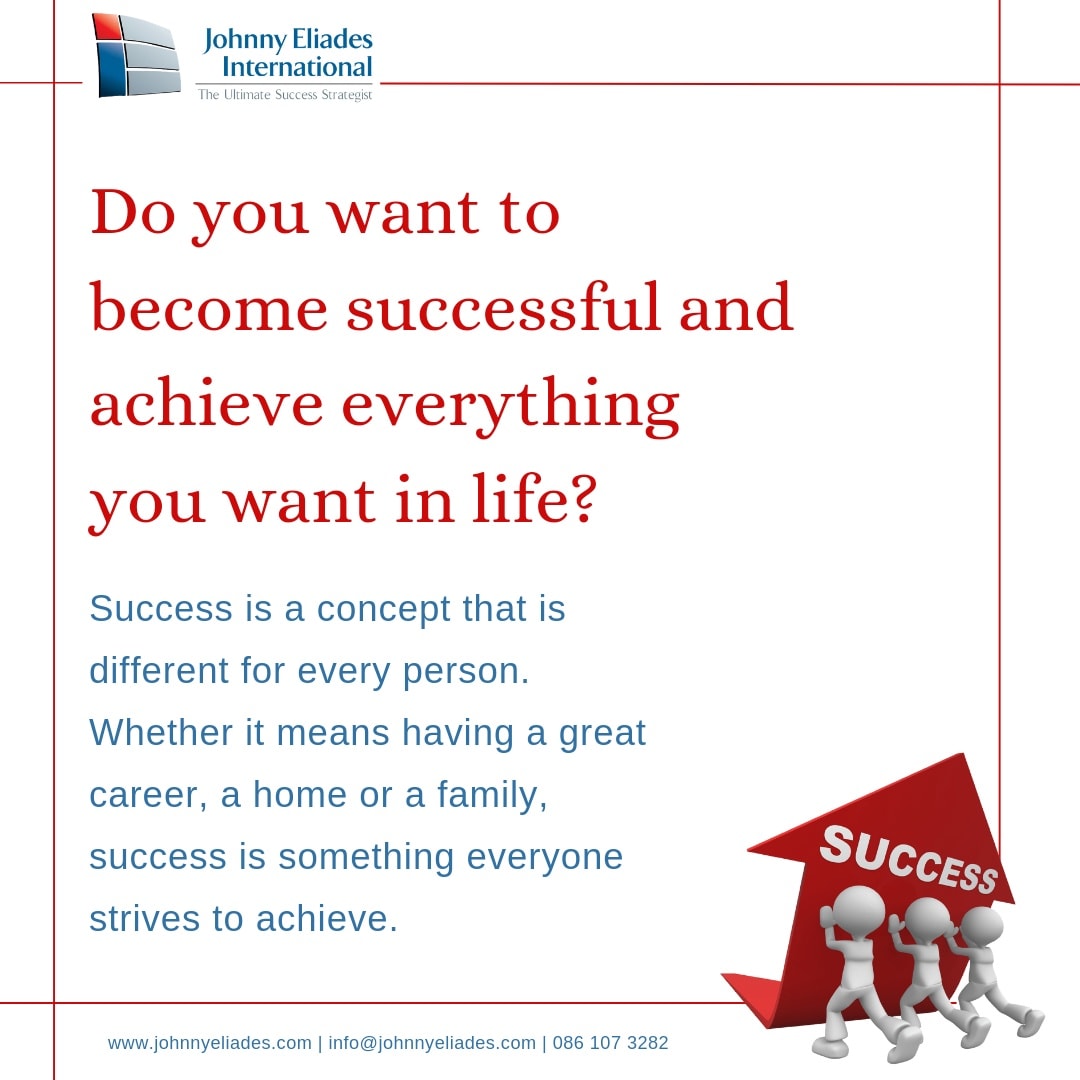 Johnny Eliades
International
The Ultimate Success Strategist
Do you want to
become successful and
achieve everything
you want in life?
Success is a concept that is
different for every person.
Whether it means having a great
career, a home or a family,
success is something everyone
strives to achieve.
SUCCESS
www.johnnyeliades.com | info@johnnyeliades.com | 086 107 3282